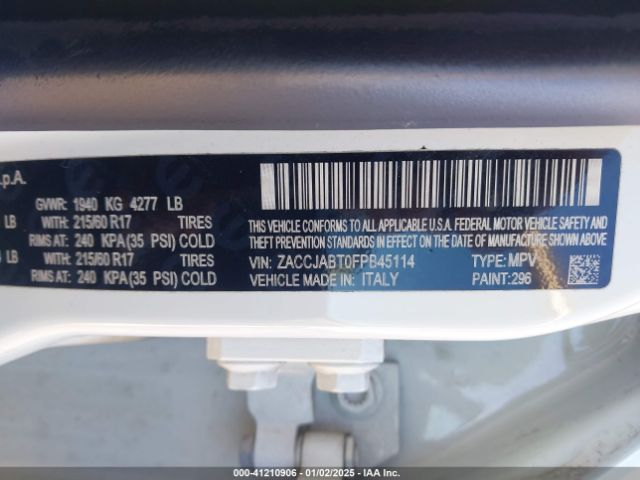 .p.A.
GVWR: 1940 KG 4277 LB
LB WITH: 215/60 R17 TIRES
RIMS AT: 240 KPA(35 PSI) COLD
LB WITH: 215/60 R17 TIRES
RIMS AT: 240 KPA(35 PSI) COLD
THIS VEHICLE CONFORMS TO ALL APPLICABLE U.S.A. FEDERAL MOTOR VEHICLE SAFETY AND
THEFT PREVENTION STANDARDS IN EFFECT ON THE DATE OF MANUFACTURE SHOWN ABOVE
VIN: ZACCJABT0FPB45114 TYPE: MPV
VEHICLE MADE IN: ITALY PAINT:296
000-41210906 - 01/02/2025 - IAA Inc.